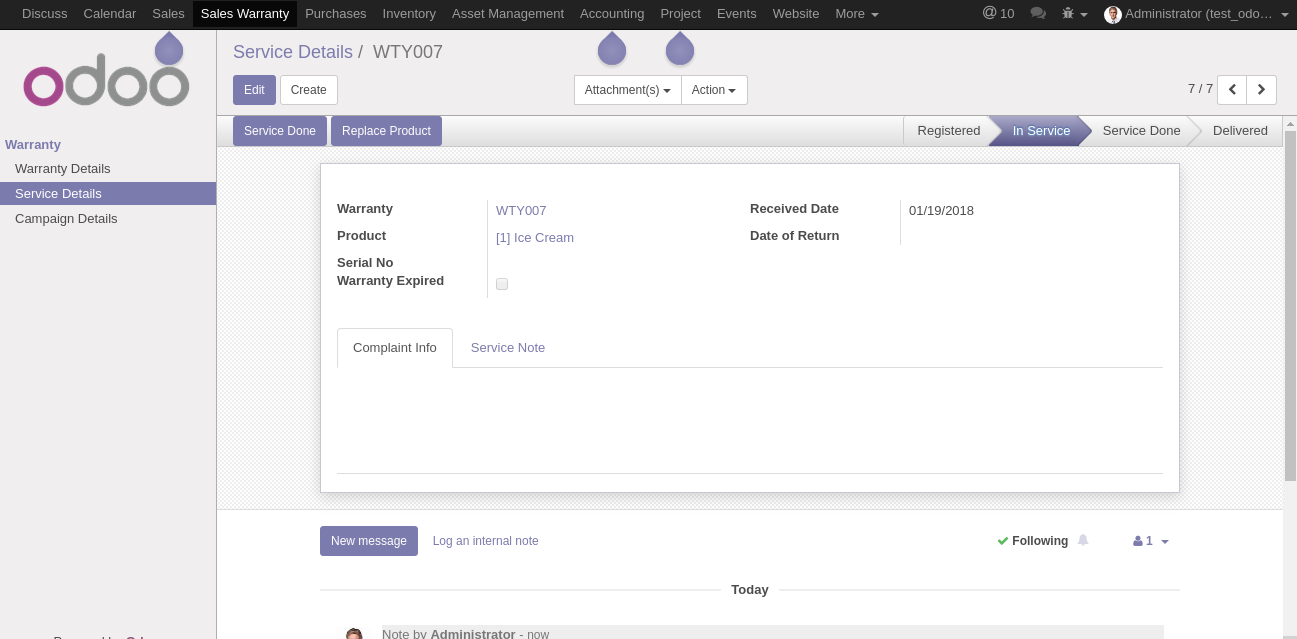 Discuss Calendar Sales Sales Warranty Purchases Inventory Asset Management Accounting Project Events Website More @ 10 Administrator (test_odo...
odoo
Service Details / WTY007
Edit Create Attachment(s) Action 7 / 7
Service Done Replace Product Registered In Service Service Done Delivered
Warranty
Warranty Details
Service Details
Campaign Details
Warranty WTY007 Received Date 01/19/2018
Product [1] Ice Cream Date of Return
Serial No
Warranty Expired
Complaint Info Service Note
New message Log an internal note Following 1
Today
Note by Administrator - now